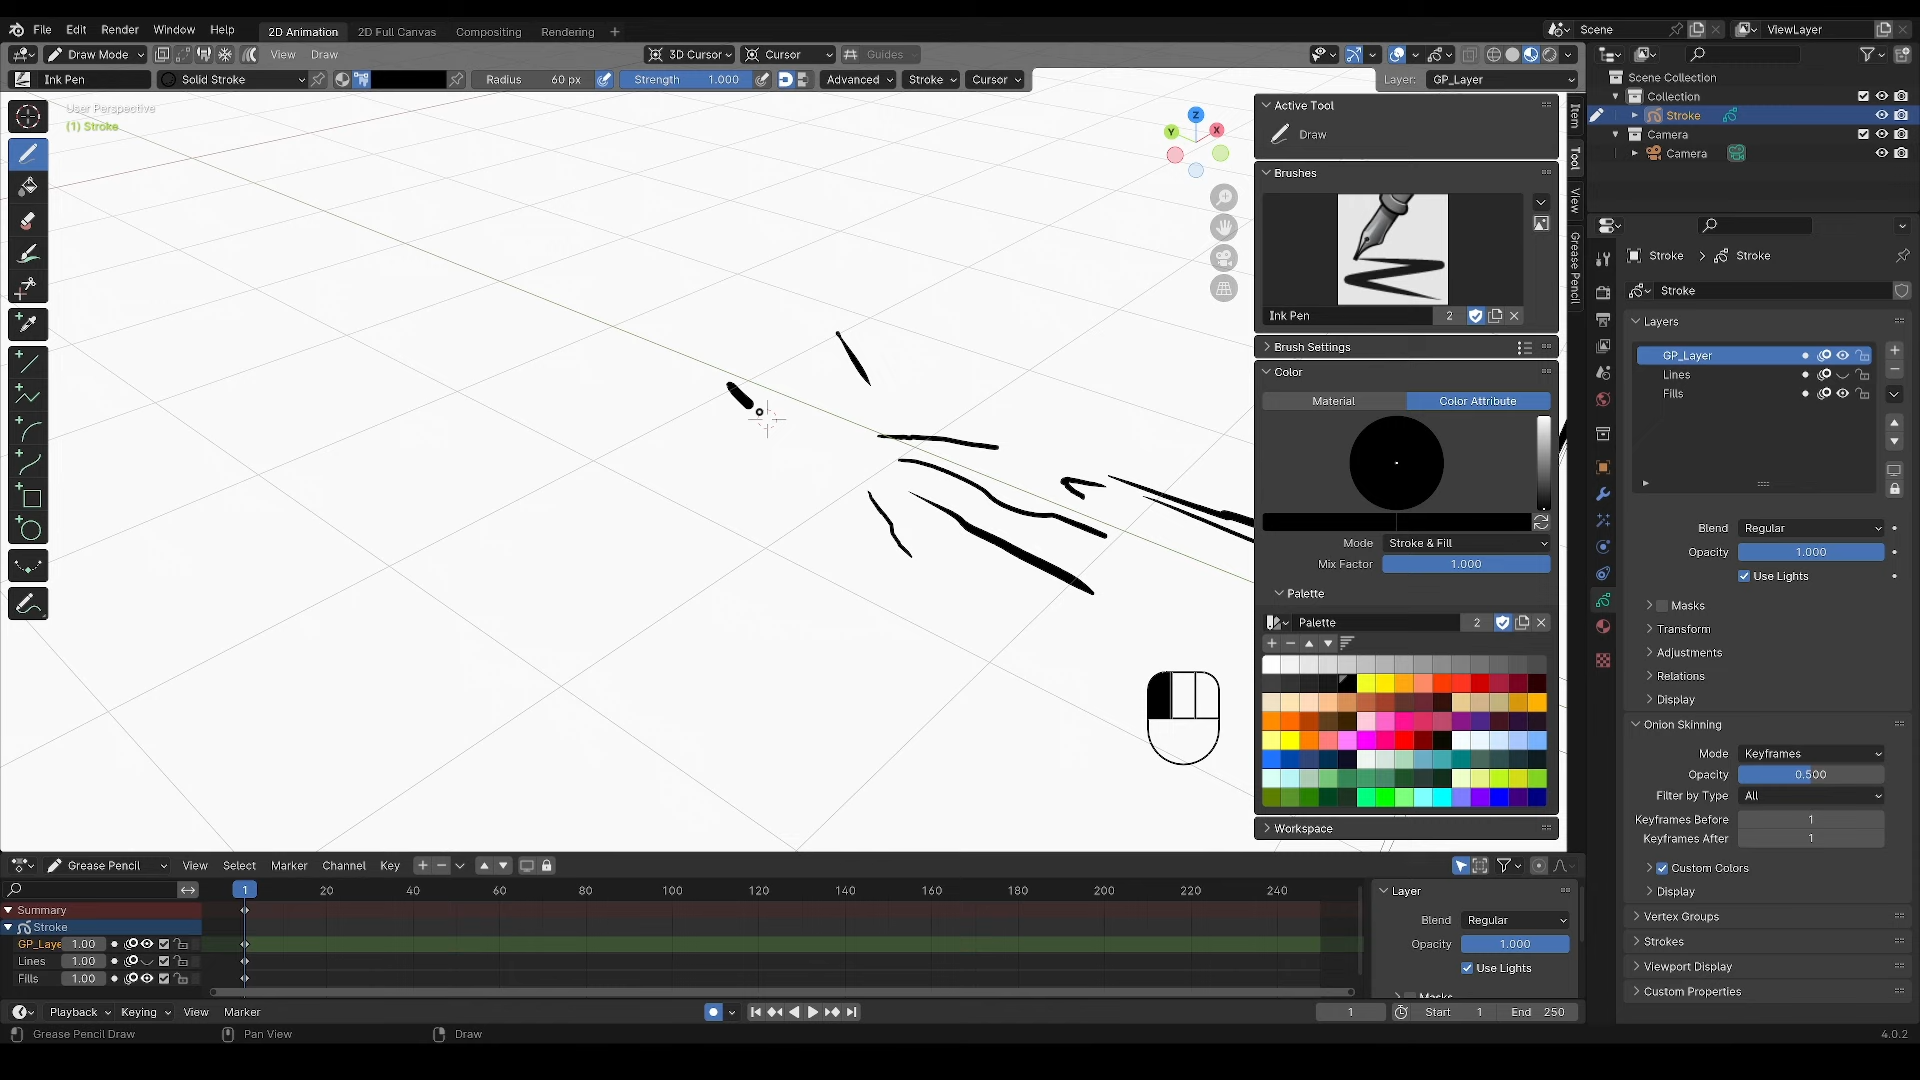 File Edit Render Window Help 2D Animation 2D Full Canvas Compositing Rendering + Scene ViewLayer
Draw Mode View Draw 3D Cursor Cursor Guides
Ink Pen Solid Stroke Radius 60 px Strength 1.000 Advanced Stroke Cursor Layer: GP_Layer
User Perspective
(1) Stroke
Z
Y
X
Active Tool
Draw
Brushes
Ink Pen 2
Brush Settings
Color
Material Color Attribute
Mode Stroke & Fill
Mix Factor 1.000
Palette
Palette 2
Workspace
Item
Tool
View
Grease Pencil
Scene Collection
Collection
Stroke
Camera
Camera
Stroke > Stroke
Stroke
Layers
GP_Layer
Lines
Fills
Blend Regular
Opacity 1.000
Use Lights
Masks
Transform
Adjustments
Relations
Display
Onion Skinning
Mode Keyframes
Opacity 0.500
Filter by Type All
Keyframes Before 1
Keyframes After 1
Custom Colors
Display
Vertex Groups
Strokes
Viewport Display
Custom Properties
Grease Pencil View Select Marker Channel Key
1 20 40 60 80 100 120 140 160 180 200 220 240
Summary
Stroke
GP_Laye 1.00
Lines 1.00
Fills 1.00
Layer
Blend Regular
Opacity 1.000
Use Lights
Masks
Playback Keying View Marker 1 Start 1 End 250
Grease Pencil Draw Pan View Draw 4.0.2